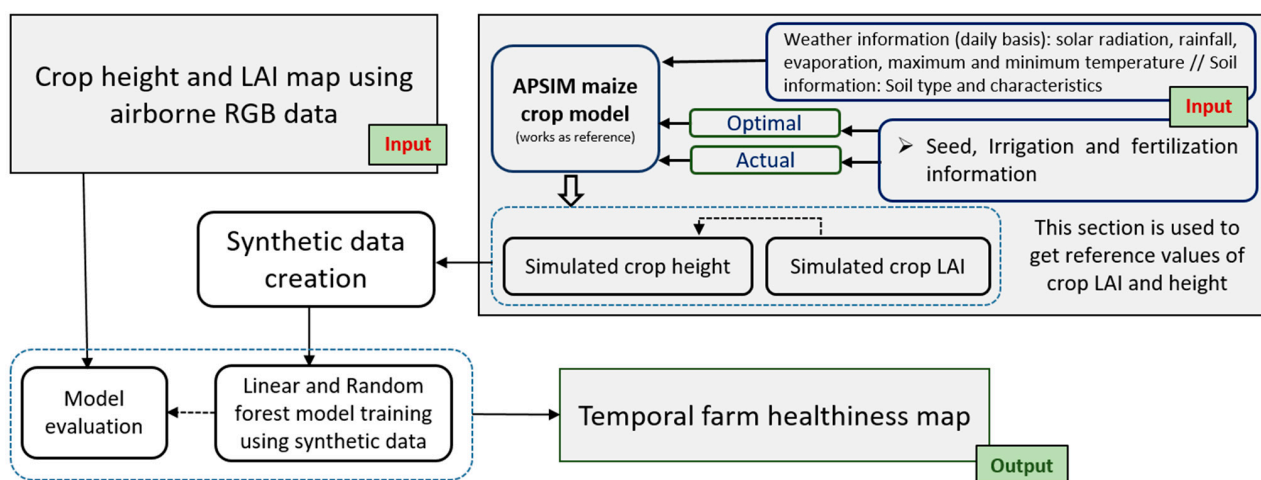 Crop height and LAI map using
airborne RGB data
Input
APSIM maize
crop model
(works as reference)
Weather information (daily basis): solar radiation, rainfall,
evaporation, maximum and minimum temperature // Soil
information: Soil type and characteristics
Input
Optimal
Actual
➢ Seed, Irrigation and fertilization
information
Simulated crop height
Simulated crop LAI
This section is used to
get reference values of
crop LAI and height
Synthetic data
creation
Model
evaluation
Linear and Random
forest model training
using synthetic data
Temporal farm healthiness map
Output